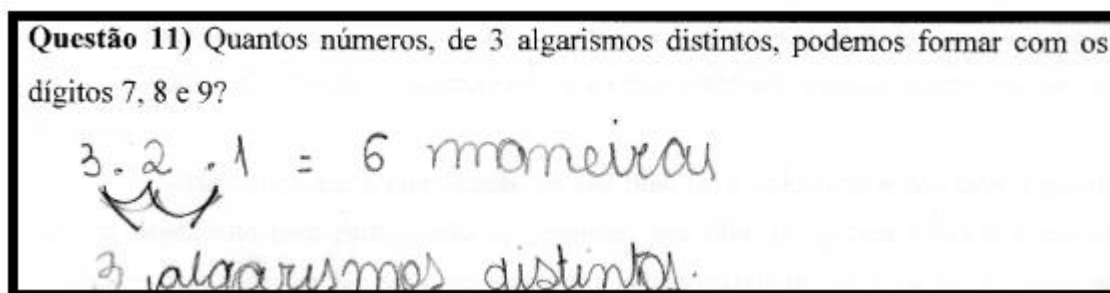 Questão 11) Quantos números, de 3 algarismos distintos, podemos formar com os
dígitos 7, 8 e 9?
3 . 2 . 1 = 6 maneiras
3 algarismos distintos.